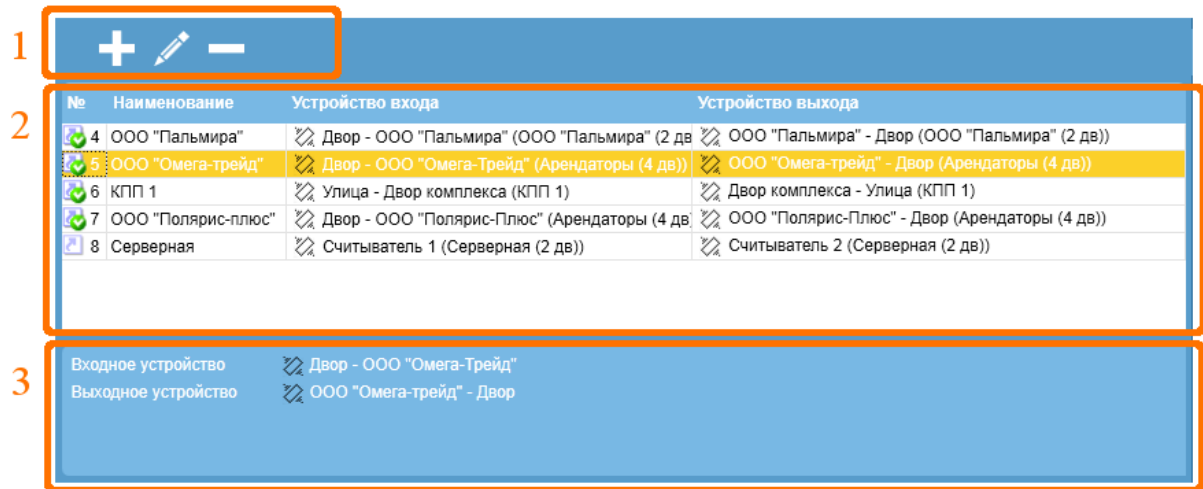 1
№ Наименование Устройство входа Устройство выхода
2
4 ООО "Пальмира" Двор - ООО "Пальмира" (ООО "Пальмира" (2 дв ООО "Пальмира" - Двор (ООО "Пальмира" (2 дв))
5 ООО "Омега-трейд" Двор - ООО "Омега-Трейд" (Арендаторы (4 дв)) ООО "Омега-трейд" - Двор (Арендаторы (4 дв))
6 КПП 1 Улица - Двор комплекса (КПП 1) Двор комплекса - Улица (КПП 1)
7 ООО "Полярис-плюс" Двор - ООО "Полярис-Плюс" (Арендаторы (4 дв) ООО "Полярис-Плюс" - Двор (Арендаторы (4 дв))
8 Серверная Считыватель 1 (Серверная (2 дв)) Считыватель 2 (Серверная (2 дв))
3
Входное устройство Двор - ООО "Омега-Трейд"
Выходное устройство ООО "Омега-трейд" - Двор